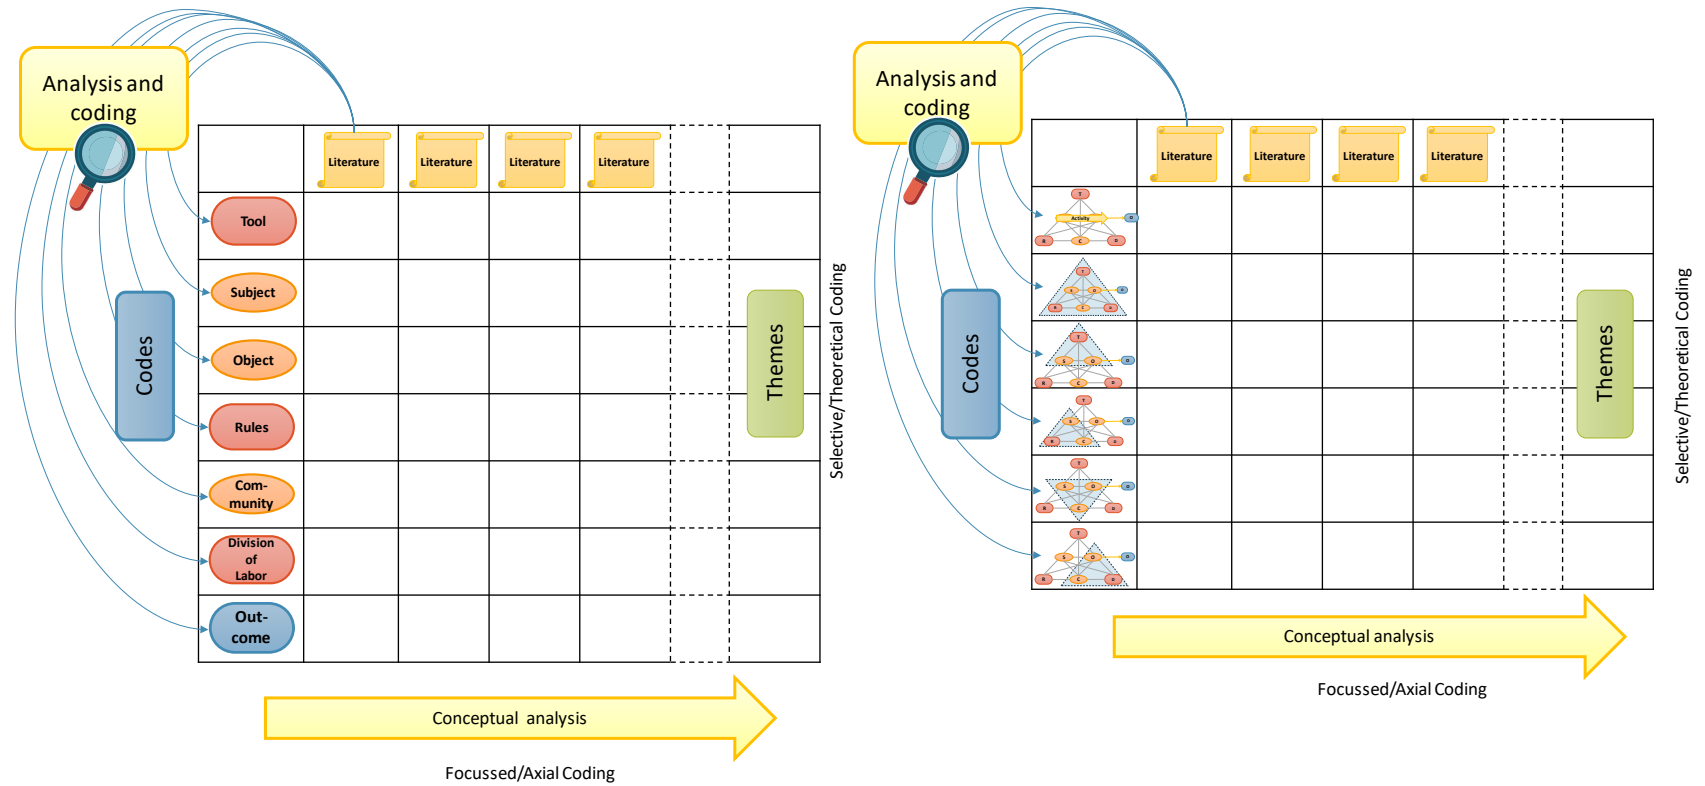 Analysis and
coding
Literature
Literature
Literature
Literature
Tool
Subject
Object
Rules
Com-
munity
Division
of
Labor
Out-
come
Codes
Themes
Selective/Theoretical Coding
Conceptual analysis
Focussed/Axial Coding
Analysis and
coding
Literature
Literature
Literature
Literature
T
Activity
O
R
C
D
T
S
O
O
R
C
D
T
S
O
O
R
C
D
T
S
O
O
R
C
D
T
S
O
O
R
C
D
T
S
O
O
R
C
D
Codes
Themes
Selective/Theoretical Coding
Conceptual analysis
Focussed/Axial Coding